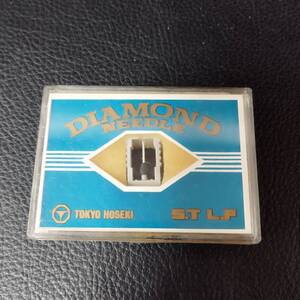 DIAMOND
NEEDLE
TOKYO HOSEKI
S.T L.P